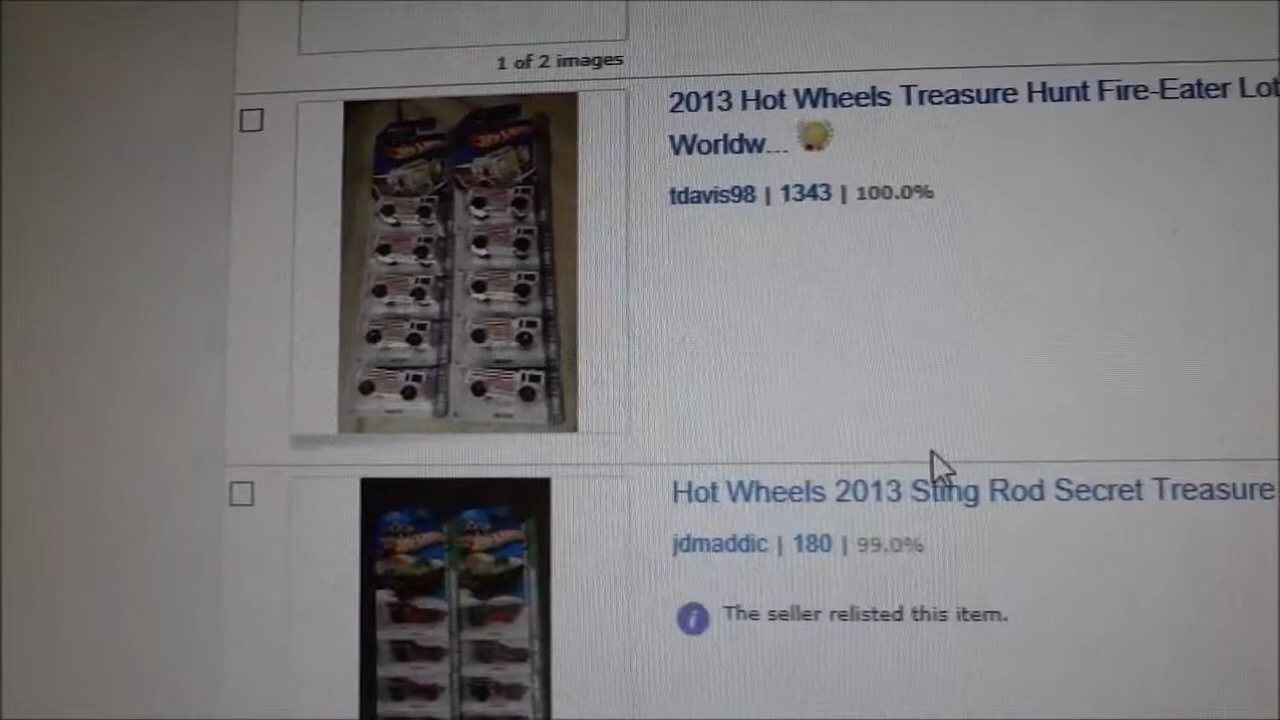 1 of 2 images
2013 Hot Wheels Treasure Hunt Fire-Eater Lot
Worldw...
tdavis98 | 1343 | 100.0%
Hot Wheels 2013 Sting Rod Secret Treasure
jdmaddic | 180 | 99.0%
i The seller relisted this item.